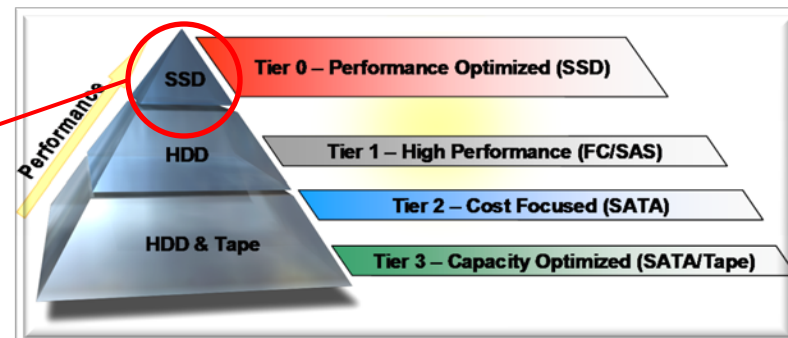 Performance
SSD
HDD
HDD & Tape
Tier 0 – Performance Optimized (SSD)
Tier 1 – High Performance (FC/SAS)
Tier 2 – Cost Focused (SATA)
Tier 3 – Capacity Optimized (SATA/Tape)